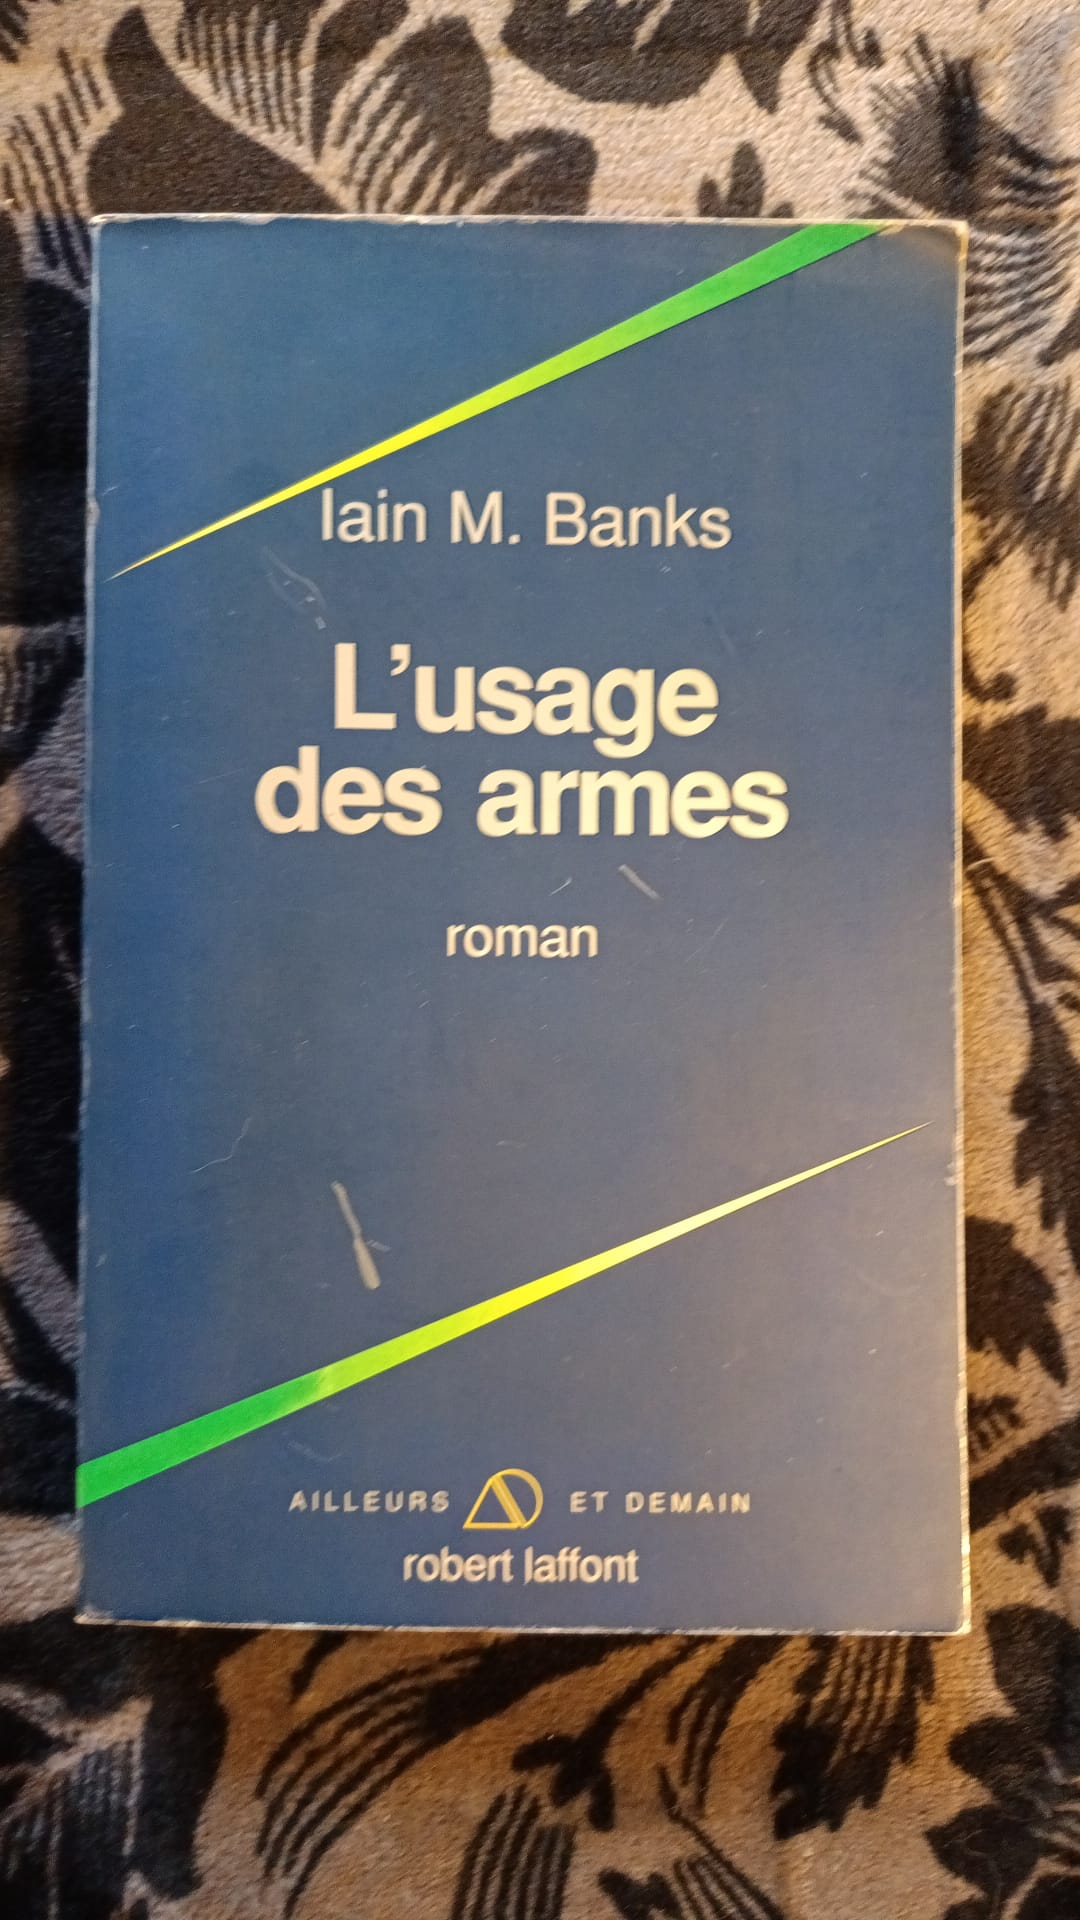 Iain M. Banks
L'usage
des armes
roman
AILLEURS ET DEMAIN
robert laffont